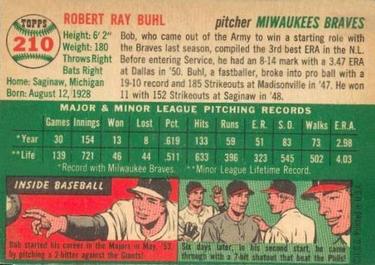 TOPPS
210
ROBERT RAY BUHL pitcher MIWAUKEES BRAVES
Height: 6' 2"
Weight: 180
Throws Right
Bats Right
Home: Saginaw, Michigan
Born: August 12, 1928
Bob, who came out of the Army to win a starting role with
the Braves last season, compiled the 3rd best ERA in the N.L.
Before entering Service, he had an 8-14 mark with a 3.47 ERA
at Dallas in '50. Buhl, a fastballer, broke into pro ball with a
19-10 record and 185 Strikeouts at Madisonville in '47. He
won 11 with 152 Strikeouts at Saginaw in '48.
MAJOR & MINOR LEAGUE PITCHING RECORDS
Games Innings Won Lost Pct. Hits Runs E.R. S.O. Walks E.R.A.
*Year 30 154 13 8 .619 133 59 51 83 73 2.98
**Life 139 721 64 44 .511 685 385 323 540 502 4.03
*Record with Milwaukee Braves. **Minor League Lifetime Record.
INSIDE BASEBALL
Bob started his career in the Majors in May, '53
by pitching a 2-hitter against the Giants!
Six days later, in his second start, he came
through with a 7-hit shutout that beat the Phils!